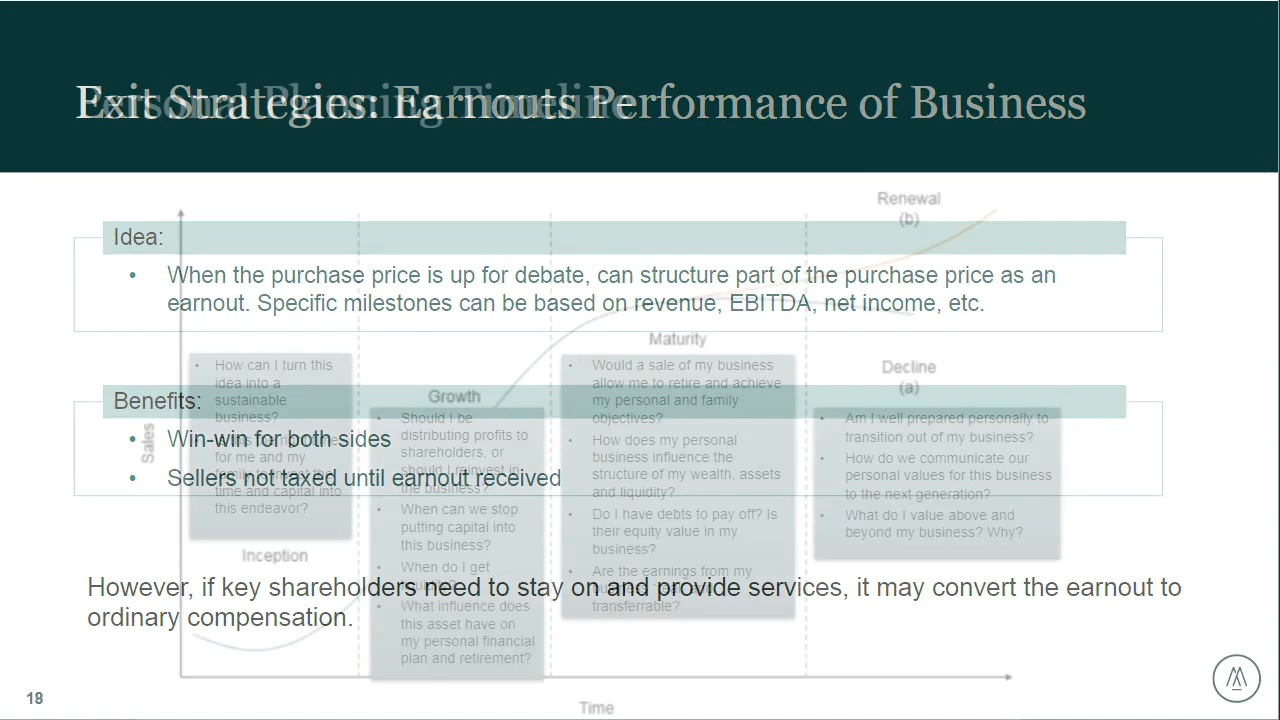 Exit Strategies: Earnouts Performance of Business
Personal Planning Timeline
Idea:
• When the purchase price is up for debate, can structure part of the purchase price as an
earnout. Specific milestones can be based on revenue, EBITDA, net income, etc.
Benefits:
• Win-win for both sides
• Sellers not taxed until earnout received
However, if key shareholders need to stay on and provide services, it may convert the earnout to
ordinary compensation.
Sales
• How can I turn this
idea into a
sustainable
business?
for me and my
time and capital into
this endeavor?
Inception
Growth
• Should I be
distributing profits to
shareholders, or
should I reinvest in
the business?
• When can we stop
putting capital into
this business?
• When do I get
• What influence does
this asset have on
my personal financial
plan and retirement?
Maturity
• Would a sale of my business
allow me to retire and achieve
my personal and family
objectives?
• How does my personal
business influence the
structure of my wealth, assets
and liquidity?
• Do I have debts to pay off? Is
their equity value in my
business?
• Are the earnings from my
transferrable?
Renewal
(b)
Decline
(a)
• Am I well prepared personally to
transition out of my business?
• How do we communicate our
personal values for this business
to the next generation?
• What do I value above and
beyond my business? Why?
Time
18